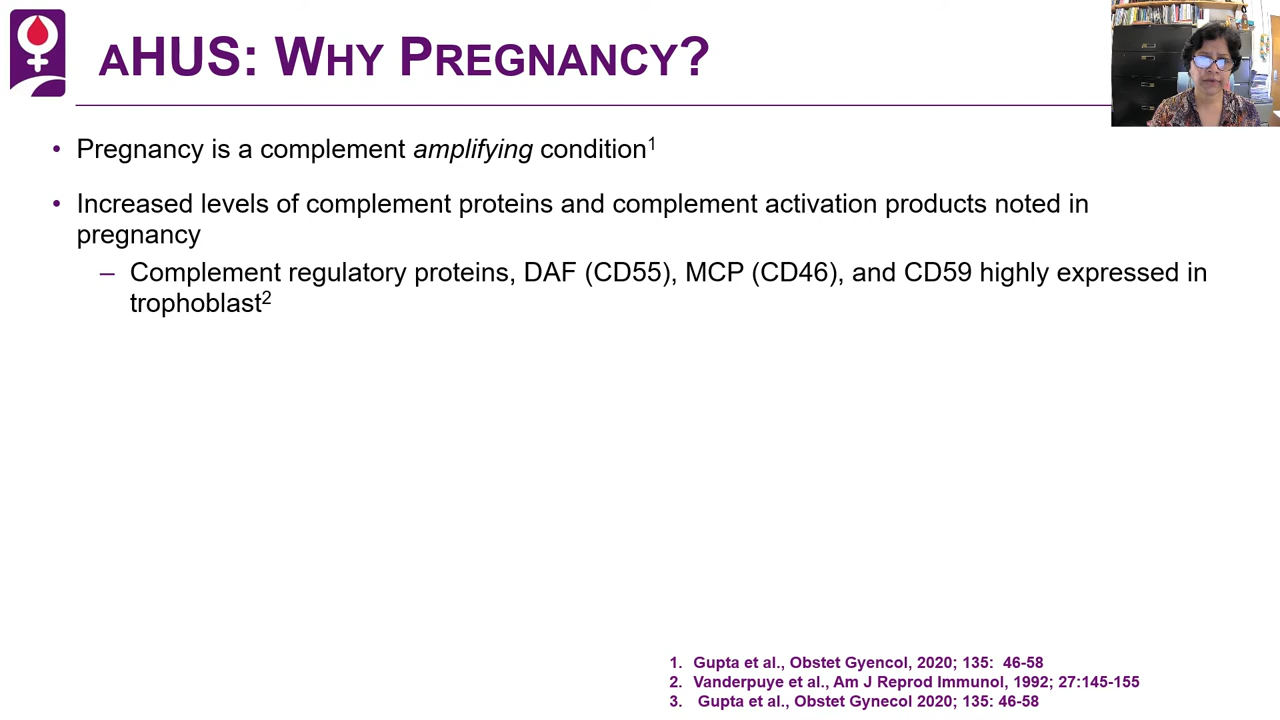 AHUS: WHY PREGNANCY?
• Pregnancy is a complement amplifying condition1
• Increased levels of complement proteins and complement activation products noted in
pregnancy
– Complement regulatory proteins, DAF (CD55), MCP (CD46), and CD59 highly expressed in
trophoblast2
1. Gupta et al., Obstet Gyencol, 2020; 135: 46-58
2. Vanderpuye et al., Am J Reprod Immunol, 1992; 27:145-155
3. Gupta et al., Obstet Gynecol 2020; 135: 46-58